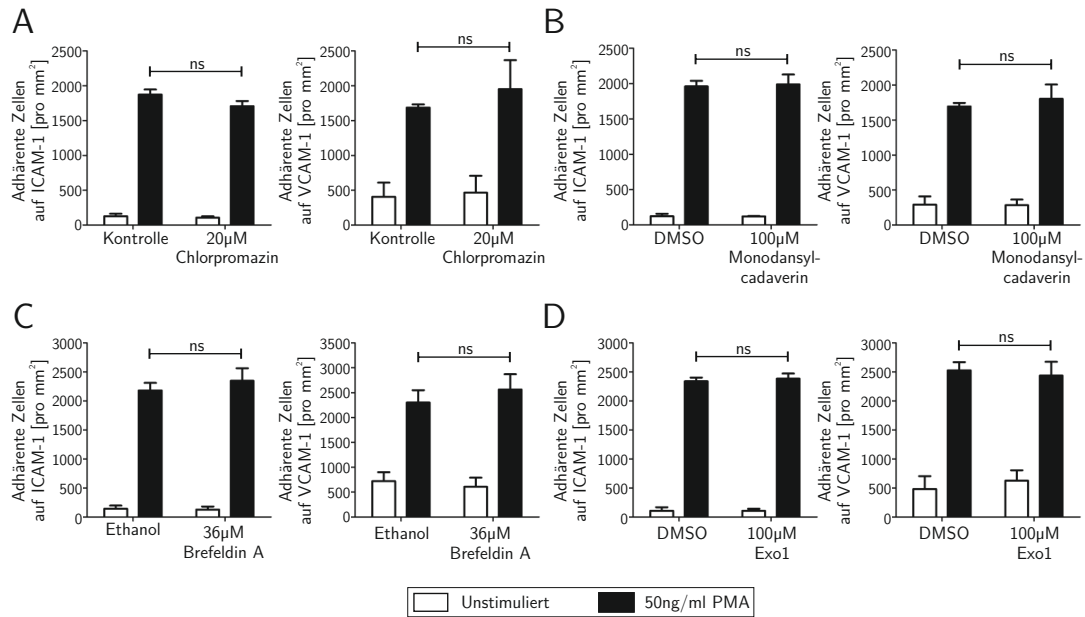 A
Adhärente Zellen
auf ICAM-1 [pro mm²]
2500
2000
1500
1000
500
0
ns
Kontrolle
20µM
Chlorpromazin
Adhärente Zellen
auf VCAM-1 [pro mm²]
2500
2000
1500
1000
500
0
ns
Kontrolle
20µM
Chlorpromazin
B
Adhärente Zellen
auf ICAM-1 [pro mm²]
2500
2000
1500
1000
500
0
ns
DMSO
100µM
Monodansyl-
cadaverin
Adhärente Zellen
auf VCAM-1 [pro mm²]
2500
2000
1500
1000
500
0
ns
DMSO
100µM
Monodansyl-
cadaverin
C
Adhärente Zellen
auf ICAM-1 [pro mm²]
3000
2500
2000
1500
1000
500
0
ns
Ethanol
36µM
Brefeldin A
Adhärente Zellen
auf VCAM-1 [pro mm²]
3500
3000
2500
2000
1500
1000
500
0
ns
Ethanol
36µM
Brefeldin A
D
Adhärente Zellen
auf ICAM-1 [pro mm²]
3000
2500
2000
1500
1000
500
0
ns
DMSO
100µM
Exo1
Adhärente Zellen
auf VCAM-1 [pro mm²]
3000
2500
2000
1500
1000
500
0
ns
DMSO
100µM
Exo1
Unstimuliert
50ng/ml PMA